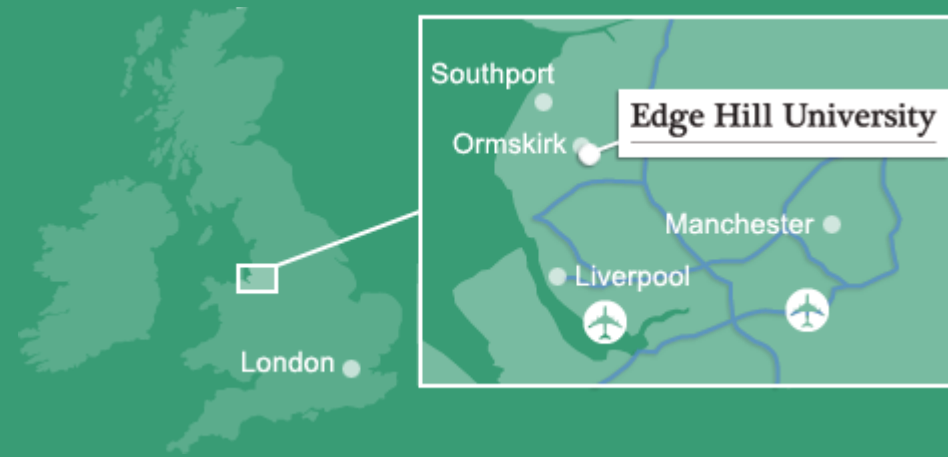 Southport
Edge Hill University
Ormskirk
Manchester
Liverpool
London